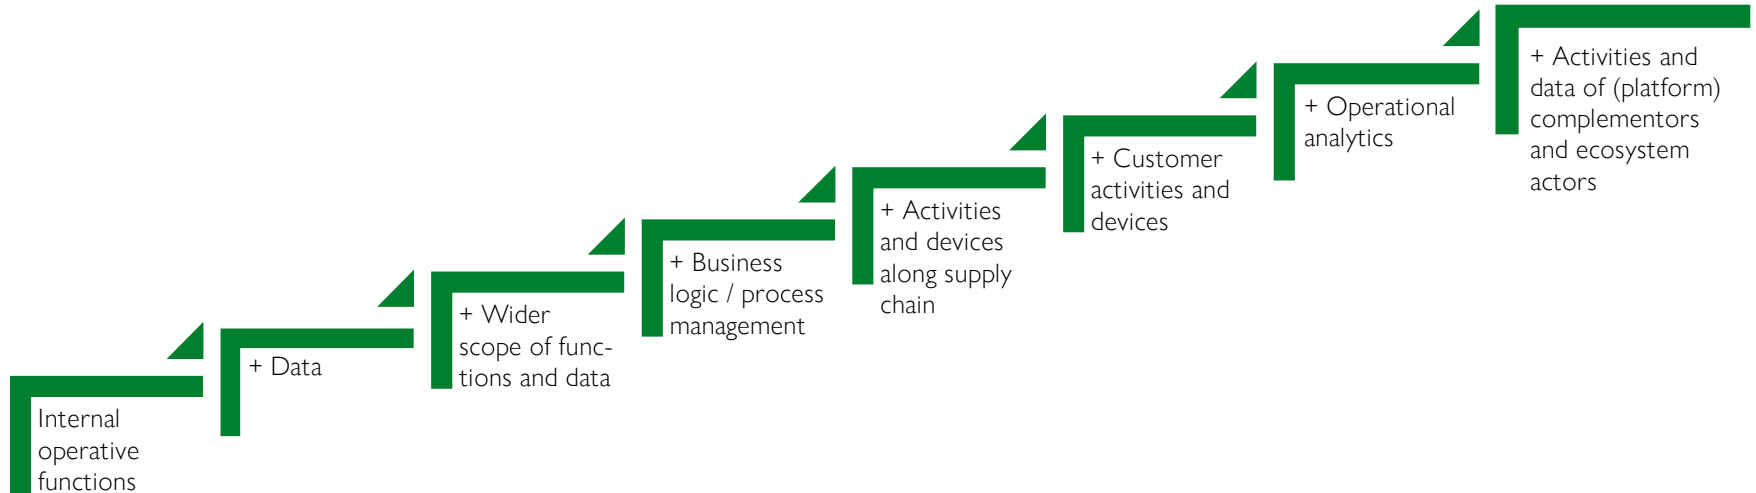 Internal
operative
functions
+ Data
+ Wider
scope of func-
tions and data
+ Business
logic / process
management
+ Activities
and devices
along supply
chain
+ Customer
activities and
devices
+ Operational
analytics
+ Activities and
data of (platform)
complementors
and ecosystem
actors